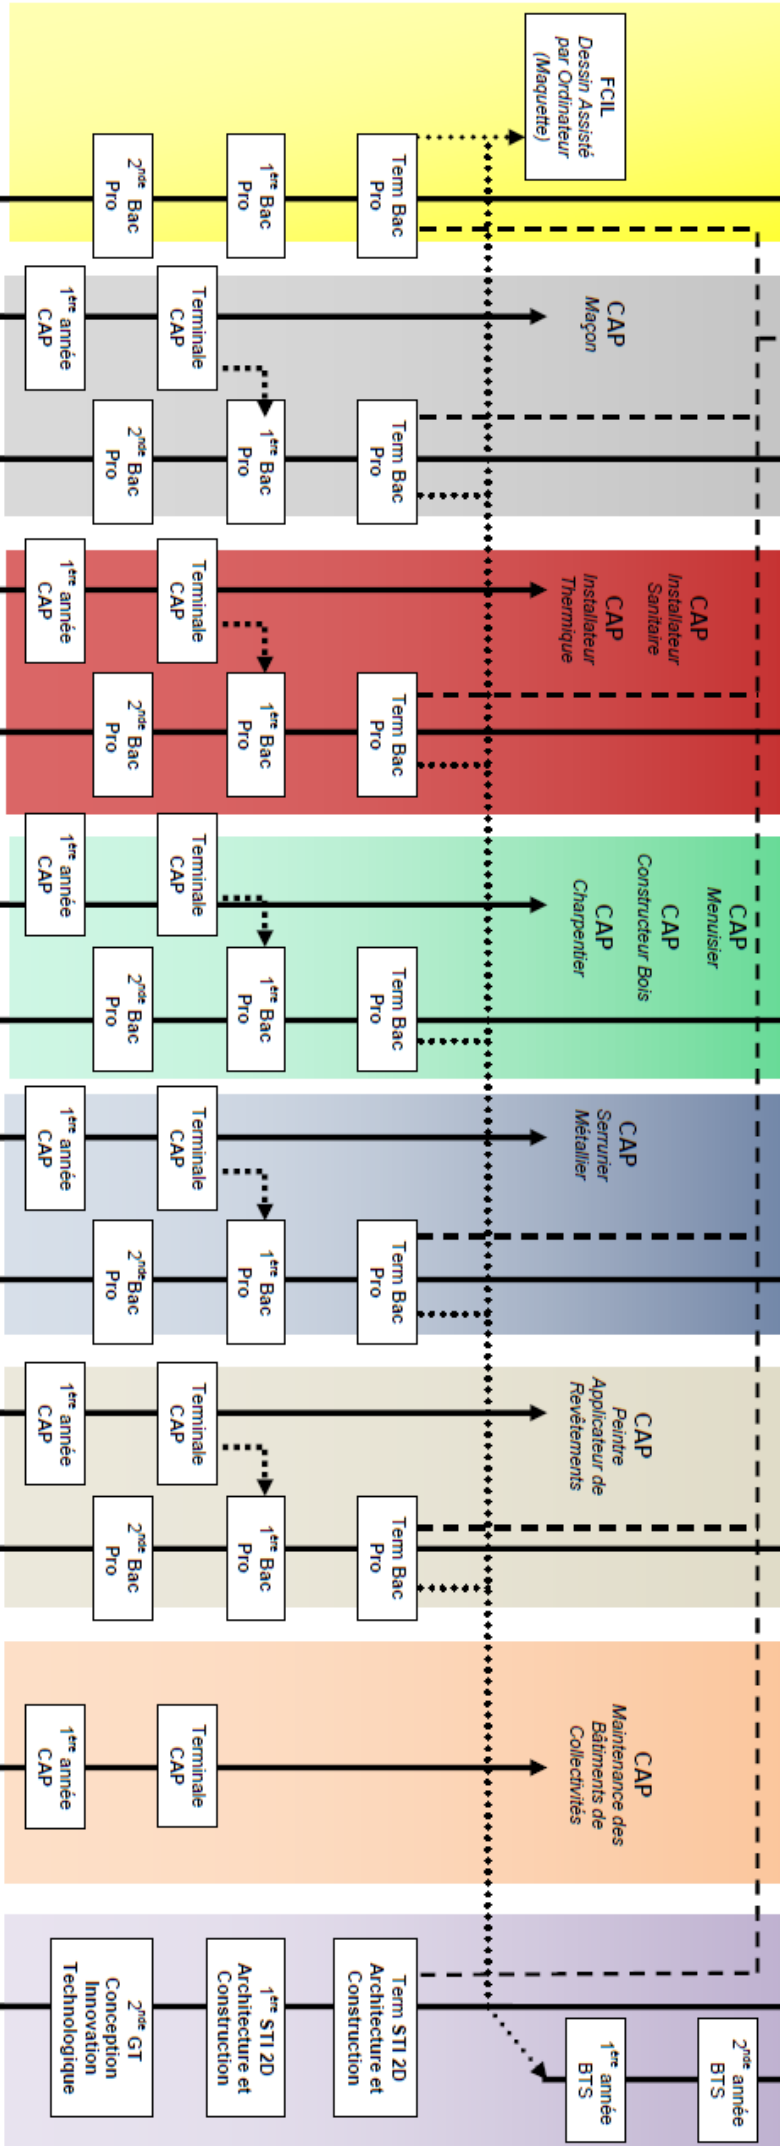 FCIL
Dessin Assisté
par Ordinateur
(Maquette)
Term Bac
Pro
1ère Bac
Pro
2nde Bac
Pro
CAP
Maçon
Terminale
CAP
1ère année
CAP
Term Bac
Pro
1ère Bac
Pro
2nde Bac
Pro
CAP
Installateur
Sanitaire
CAP
Installateur
Thermique
Terminale
CAP
1ère année
CAP
Term Bac
Pro
1ère Bac
Pro
2nde Bac
Pro
CAP
Menuisier
CAP
Constructeur Bois
CAP
Charpentier
Terminale
CAP
1ère année
CAP
Term Bac
Pro
1ère Bac
Pro
2nde Bac
Pro
CAP
Serrurier
Métallier
Terminale
CAP
1ère année
CAP
Term Bac
Pro
1ère Bac
Pro
2nde Bac
Pro
CAP
Peintre
Applicateur de
Revêtements
Terminale
CAP
1ère année
CAP
Term Bac
Pro
1ère Bac
Pro
2nde Bac
Pro
CAP
Maintenance des
Bâtiments de
Collectivités
Terminale
CAP
1ère année
CAP
2nde année
BTS
1ère année
BTS
Term STI 2D
Architecture et
Construction
1ère STI 2D
Architecture et
Construction
2nde GT
Conception
Innovation
Technologique